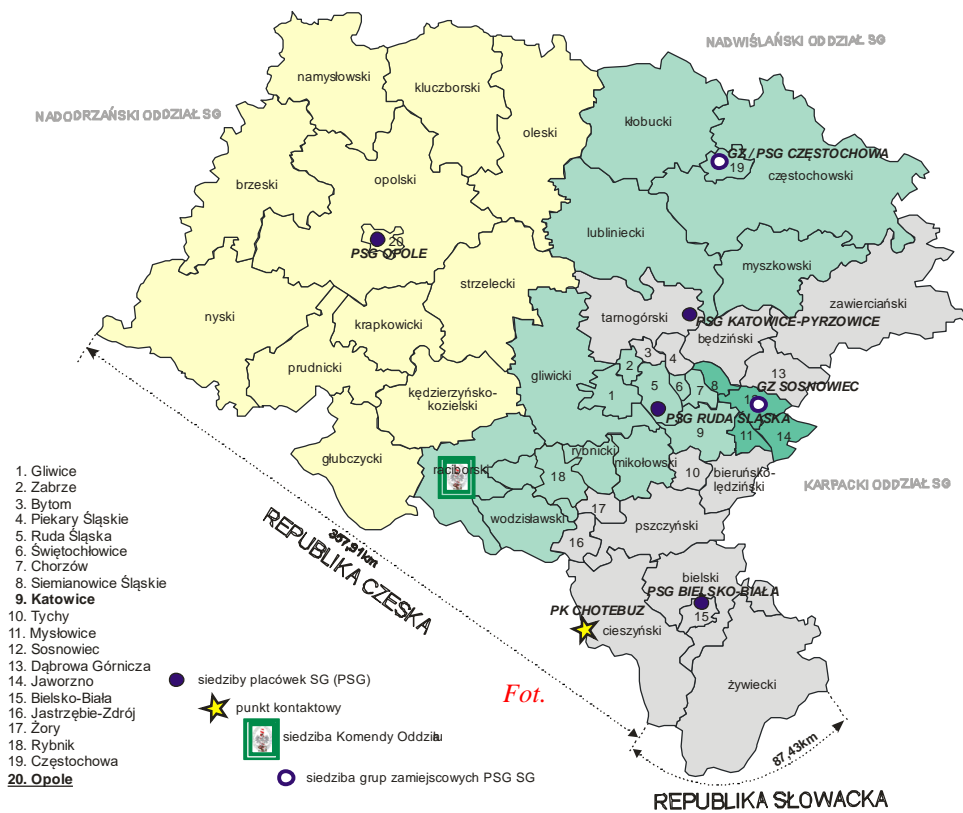 NADWIŚLAŃSKI ODDZIAŁ SG
NADODRZAŃSKI ODDZIAŁ SG
namysłowski
kluczborski
oleski
kłobucki
GZ / PSG CZĘSTOCHOWA
19
częstochowski
brzeski
opolski
20
PSG OPOLE
lubliniecki
myszkowski
strzelecki
zawierciański
nyski
krapkowicki
tarnogórski
PSG KATOWICE-PYRZOWICE
będziński
prudnicki
kędzierzyńsko-
kozielski
gliwicki
3
4
2
1
5
6
7
8
13
GZ SOSNOWIEC
12
PSG RUDA ŚLĄSKA
9
11
14
głubczycki
raciborski
rybnicki
mikołowski
18
10
bieruńsko-
lędziński
KARPACKI ODDZIAŁ SG
wodzisławski
17
16
pszczyński
bielski
PSG BIELSKO-BIAŁA
15
PK CHOTEBUZ
cieszyński
żywiecki
357,91km
REPUBLIKA CZESKA
87,43km
REPUBLIKA SŁOWACKA
1. Gliwice
2. Zabrze
3. Bytom
4. Piekary Śląskie
5. Ruda Śląska
6. Świętochłowice
7. Chorzów
8. Siemianowice Śląskie
9. Katowice
10. Tychy
11. Mysłowice
12. Sosnowiec
13. Dąbrowa Górnicza
14. Jaworzno
15. Bielsko-Biała
16. Jastrzębie-Zdrój
17. Żory
18. Rybnik
19. Częstochowa
20. Opole
siedziby placówek SG (PSG)
punkt kontaktowy
siedziba Komendy Oddziału
siedziba grup zamiejscowych PSG SG
Fot.